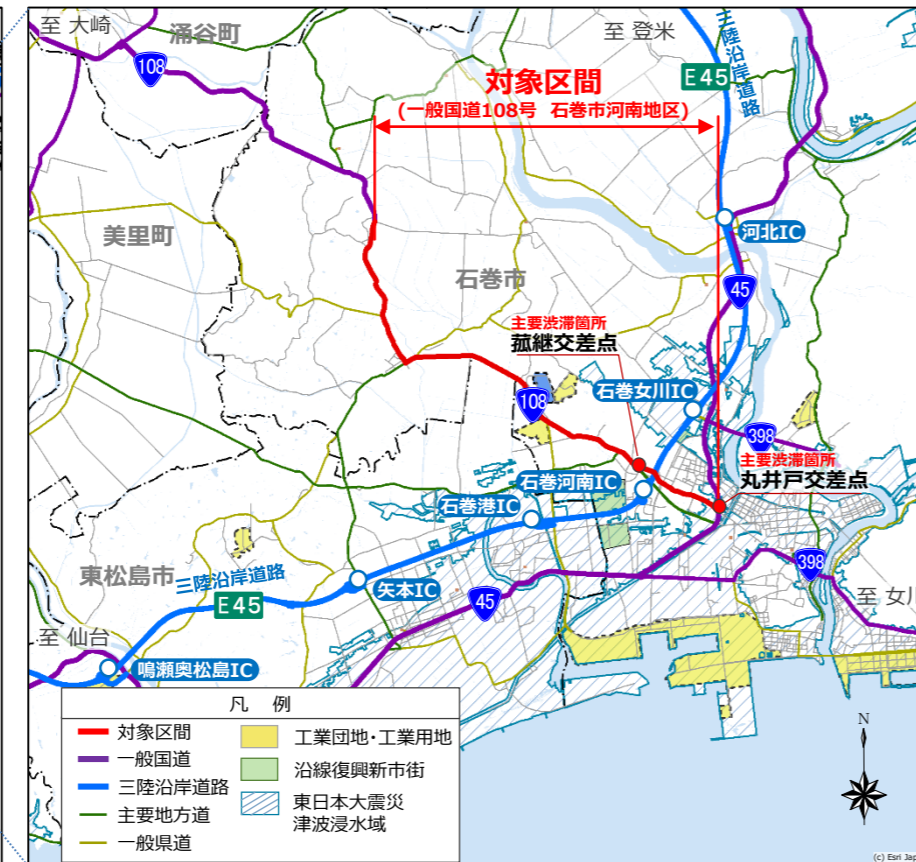 至 大崎
涌谷町
至 登米
三陸沿岸道路
108
E45
対象区間
(一般国道108号 石巻市河南地区)
美里町
河北IC
石巻市
45
主要渋滞箇所
菰継交差点
石巻女川IC
108
398
主要渋滞箇所
丸井戸交差点
石巻河南IC
石巻港IC
東松島市
三陸沿岸道路
矢本IC
E45
45
398
至 女川
至 仙台
鳴瀬奥松島IC
凡 例
対象区間
一般国道
三陸沿岸道路
主要地方道
一般県道
工業団地・工業用地
沿線復興新市街
東日本大震災
津波浸水域
N
(c) Esri Jap